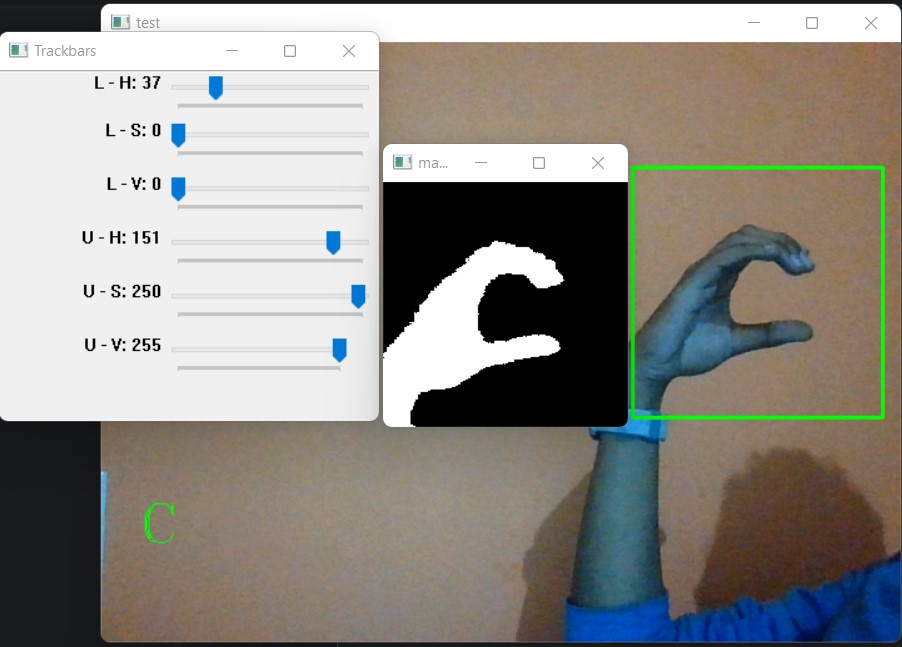 test
Trackbars
L - H: 37
L - S: 0
L - V: 0
U - H: 151
U - S: 250
U - V: 255
ma...
C